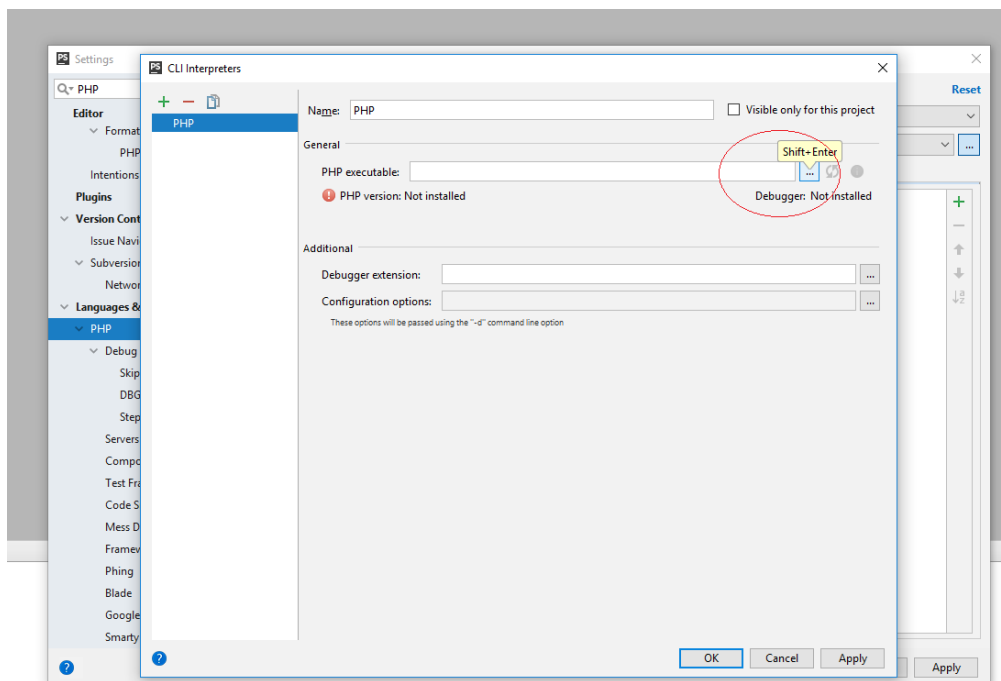 PS Settings
PS CLI Interpreters
PHP
Reset
Editor
Format
PHP
Intentions
Plugins
Version Cont
Issue Navi
Subversion
Networ
Languages &
PHP
Debug
Skip
DBG
Step
Servers
Compo
Test Fra
Code S
Mess D
Framew
Phing
Blade
Google
Smarty
PHP
Name: PHP
Visible only for this project
General
Shift+Enter
PHP executable:
...
...
PHP version: Not installed
Debugger: Not installed
Additional
Debugger extension:
...
Configuration options:
...
These options will be passed using the "-d" command line option
OK
Cancel
Apply
Apply